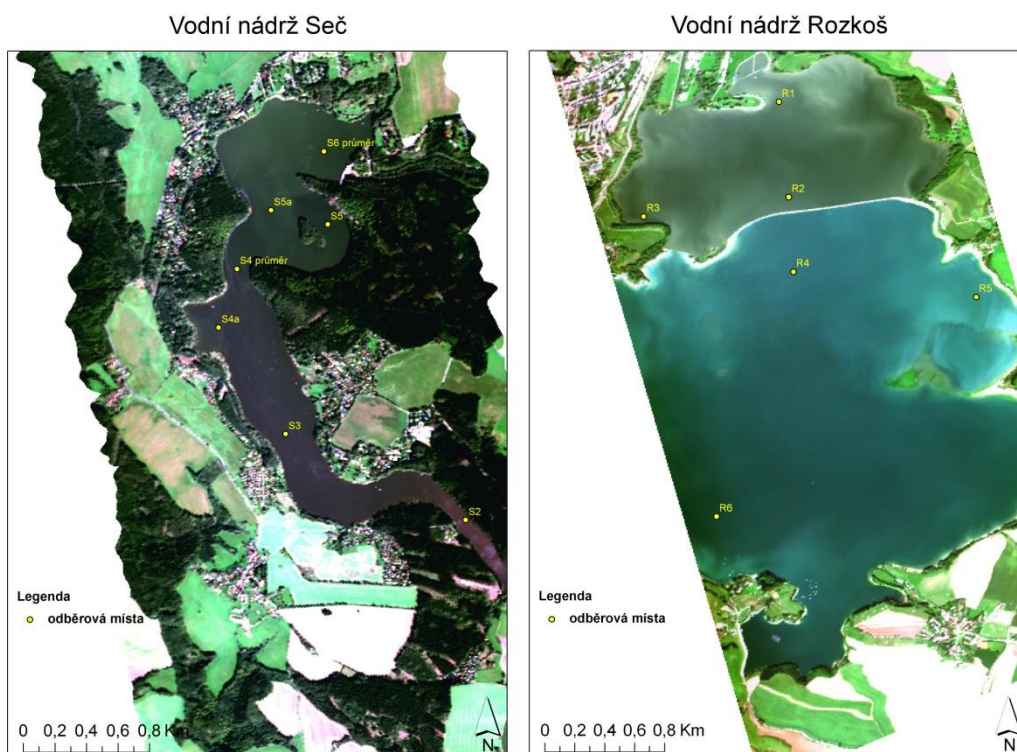 Vodní nádrž Seč
S6 průměr
S5a
S5
S4 průměr
S4a
S3
S2
Legenda
odběrová místa
0 0,2 0,4 0,6 0,8 Km
N
Vodní nádrž Rozkoš
R1
R2
R3
R4
R5
R6
Legenda
odběrová místa
0 0,2 0,4 0,6 0,8 Km
N